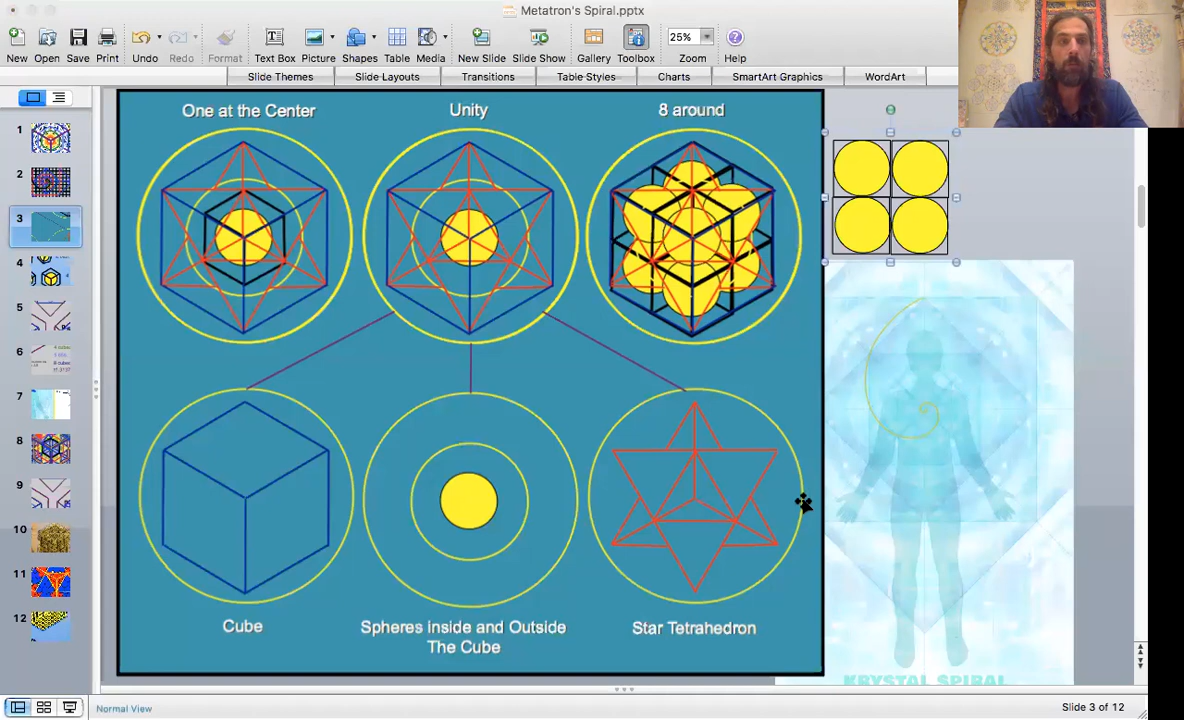 Metatron's Spiral.pptx
New Open Save Print Undo Redo Format Text Box Picture Shapes Table Media New Slide Slide Show Gallery Toolbox Zoom Help
25%
Slide Themes Slide Layouts Transitions Table Styles Charts SmartArt Graphics WordArt
1
2
3
4
5
6
7
8
9
10
11
12
One at the Center
Unity
8 around
Cube
Spheres inside and Outside
The Cube
Star Tetrahedron
KRYSTAL SPIRAL
Normal View
Slide 3 of 12